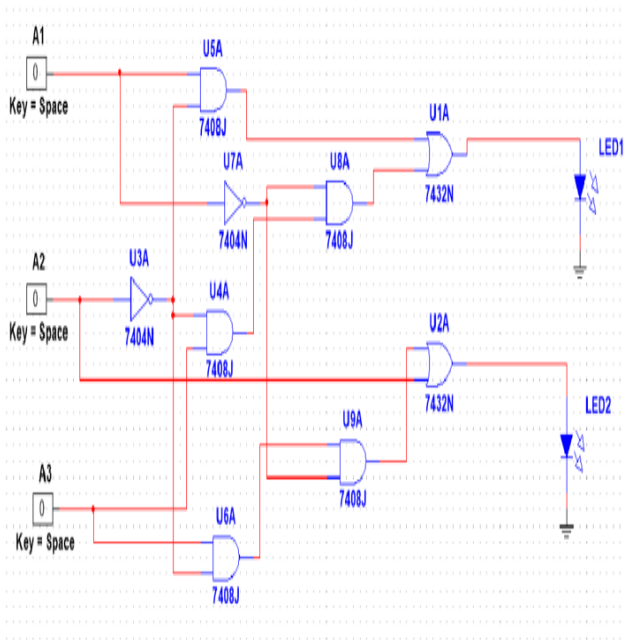 A1
0
Key = Space
U5A
7408J
U1A
7432N
LED1
U7A
7404N
U8A
7408J
A2
0
Key = Space
U3A
7404N
U4A
7408J
U2A
7432N
LED2
U9A
7408J
A3
0
Key = Space
U6A
7408J